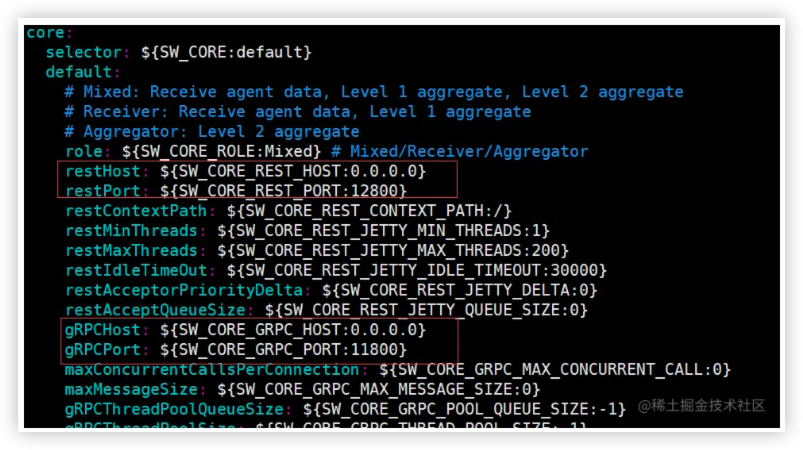 core:
  selector: ${SW_CORE:default}
  default:
    # Mixed: Receive agent data, Level 1 aggregate, Level 2 aggregate
    # Receiver: Receive agent data, Level 1 aggregate
    # Aggregator: Level 2 aggregate
    role: ${SW_CORE_ROLE:Mixed} # Mixed/Receiver/Aggregator
    restHost: ${SW_CORE_REST_HOST:0.0.0.0}
    restPort: ${SW_CORE_REST_PORT:12800}
    restContextPath: ${SW_CORE_REST_CONTEXT_PATH:/}
    restMinThreads: ${SW_CORE_REST_JETTY_MIN_THREADS:1}
    restMaxThreads: ${SW_CORE_REST_JETTY_MAX_THREADS:200}
    restIdleTimeOut: ${SW_CORE_REST_JETTY_IDLE_TIMEOUT:30000}
    restAcceptorPriorityDelta: ${SW_CORE_REST_JETTY_DELTA:0}
    restAcceptQueueSize: ${SW_CORE_REST_JETTY_QUEUE_SIZE:0}
    gRPCHost: ${SW_CORE_GRPC_HOST:0.0.0.0}
    gRPCPort: ${SW_CORE_GRPC_PORT:11800}
    maxConcurrentCallsPerConnection: ${SW_CORE_GRPC_MAX_CONCURRENT_CALL:0}
    maxMessageSize: ${SW_CORE_GRPC_MAX_MESSAGE_SIZE:0}
    gRPCThreadPoolQueueSize: ${SW_CORE_GRPC_POOL_QUEUE_SIZE:-1}
    gRPCThreadPoolSize: ${SW_CORE_GRPC_THREAD_POOL_SIZE:-1}
@稀土掘金技术社区